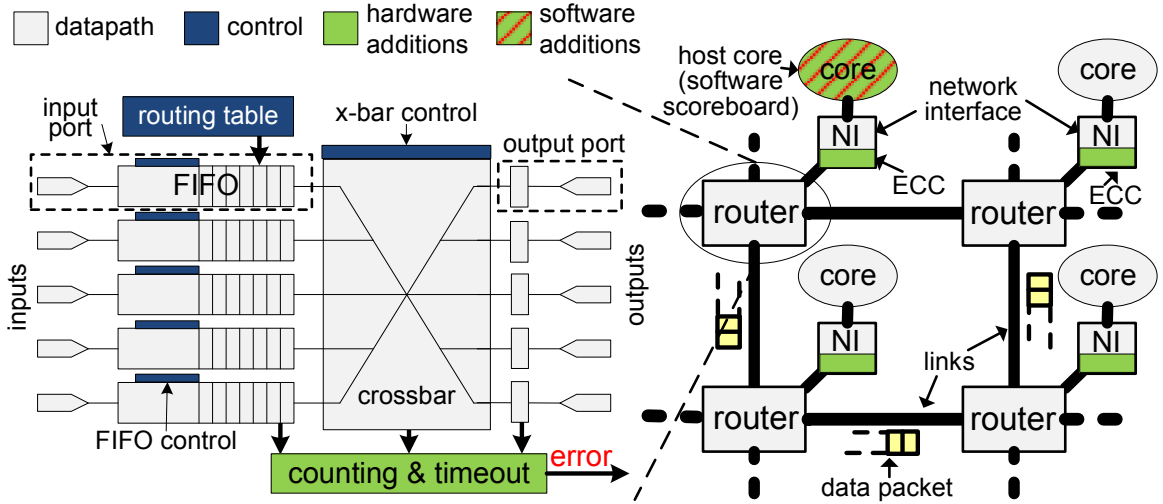 datapath
control
hardware
additions
software
additions
input
port
routing table
x-bar control
output port
FIFO
inputs
outputs
crossbar
FIFO control
counting & timeout
error
host core
(software
scoreboard)
core
core
network
interface
NI
NI
ECC
ECC
router
router
core
core
NI
NI
links
router
router
data packet